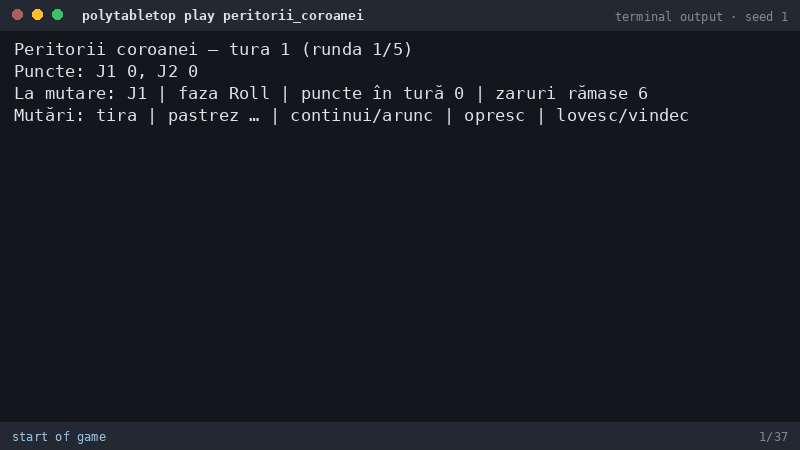 polytabletop play peritorii_coroanei
terminal output · seed 1
Peritorii coroanei — tura 1 (runda 1/5)
Puncte: J1 0, J2 0
La mutare: J1 | faza Roll | puncte în tură 0 | zaruri rămase 6
Mutări: tira | pastrez … | continui/arunc | opresc | lovesc/vindec
start of game
1/37